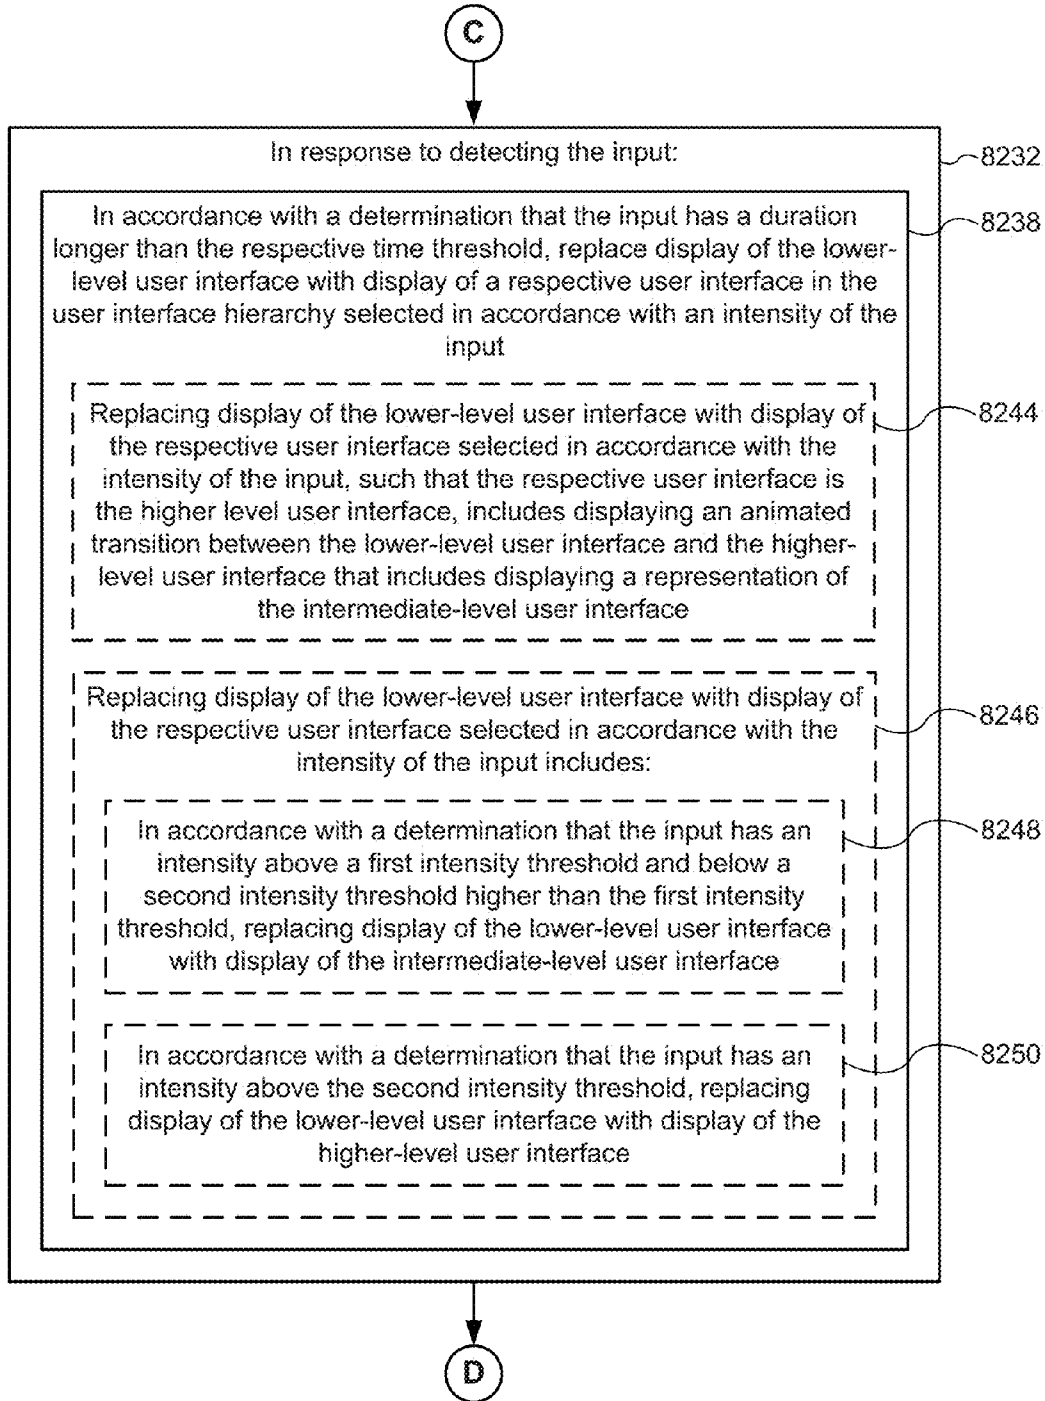 C
In response to detecting the input:
8232
In accordance with a determination that the input has a duration
longer than the respective time threshold, replace display of the lower-
level user interface with display of a respective user interface in the
user interface hierarchy selected in accordance with an intensity of the
input
8238
Replacing display of the lower-level user interface with display of
the respective user interface selected in accordance with the
intensity of the input, such that the respective user interface is
the higher level user interface, includes displaying an animated
transition between the lower-level user interface and the higher-
level user interface that includes displaying a representation of
the intermediate-level user interface
8244
Replacing display of the lower-level user interface with display of
the respective user interface selected in accordance with the
intensity of the input includes:
8246
In accordance with a determination that the input has an
intensity above a first intensity threshold and below a
second intensity threshold higher than the first intensity
threshold, replacing display of the lower-level user interface
with display of the intermediate-level user interface
8248
In accordance with a determination that the input has an
intensity above the second intensity threshold, replacing
display of the lower-level user interface with display of the
higher-level user interface
8250
D